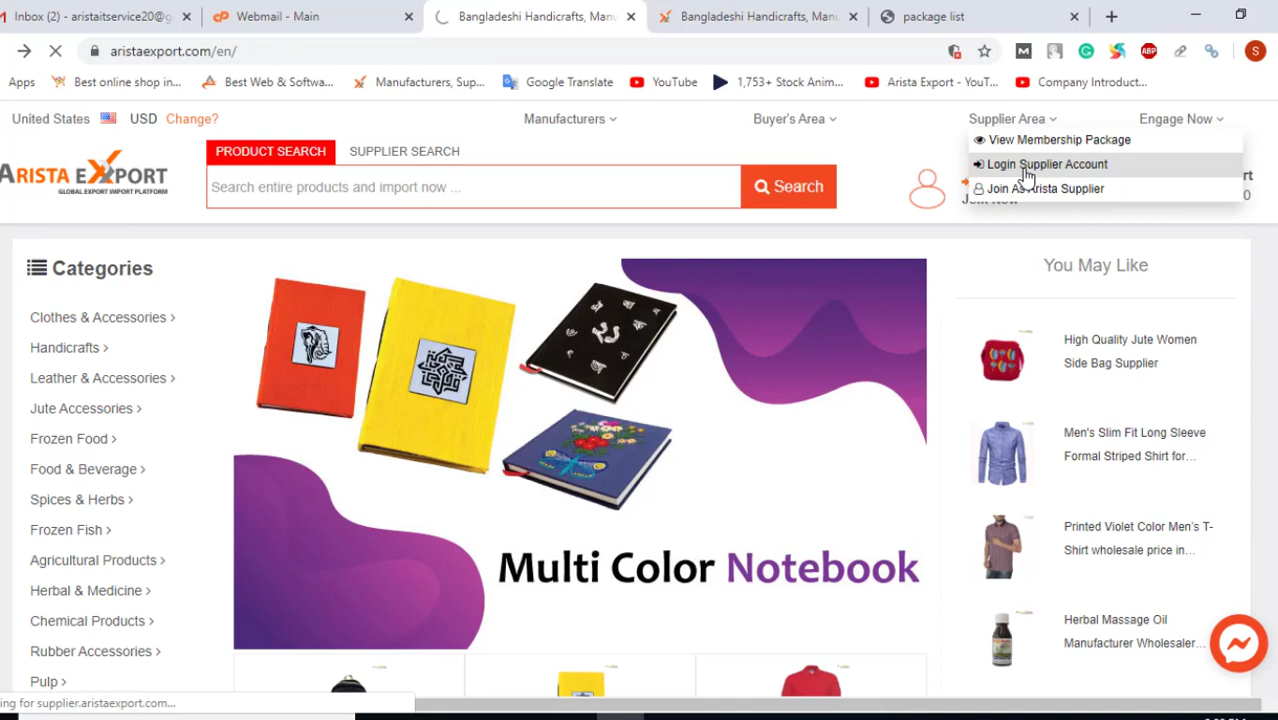 Inbox (2) - aristaitservice20@g
Webmail - Main
Bangladeshi Handicrafts, Manu
Bangladeshi Handicrafts, Manu
package list
aristaexport.com/en/
Apps
Best online shop in...
Best Web & Softwa...
Manufacturers, Sup...
Google Translate
YouTube
1,753+ Stock Anim...
Arista Export - YouT...
Company Introduct...
United States
USD
Change?
Manufacturers
Buyer's Area
Supplier Area
Engage Now
View Membership Package
Login Supplier Account
Join As Arista Supplier
ARISTA EXPORT
GLOBAL EXPORT IMPORT PLATFORM
PRODUCT SEARCH
SUPPLIER SEARCH
Search entire products and import now ...
Search
Categories
Clothes & Accessories
Handicrafts
Leather & Accessories
Jute Accessories
Frozen Food
Food & Beverage
Spices & Herbs
Frozen Fish
Agricultural Products
Herbal & Medicine
Chemical Products
Rubber Accessories
Pulp
Multi Color Notebook
You May Like
High Quality Jute Women
Side Bag Supplier
Men's Slim Fit Long Sleeve
Formal Striped Shirt for...
Printed Violet Color Men's T-
Shirt wholesale price in...
Herbal Massage Oil
Manufacturer Wholesaler...
ing for supplier.aristaexport.com...